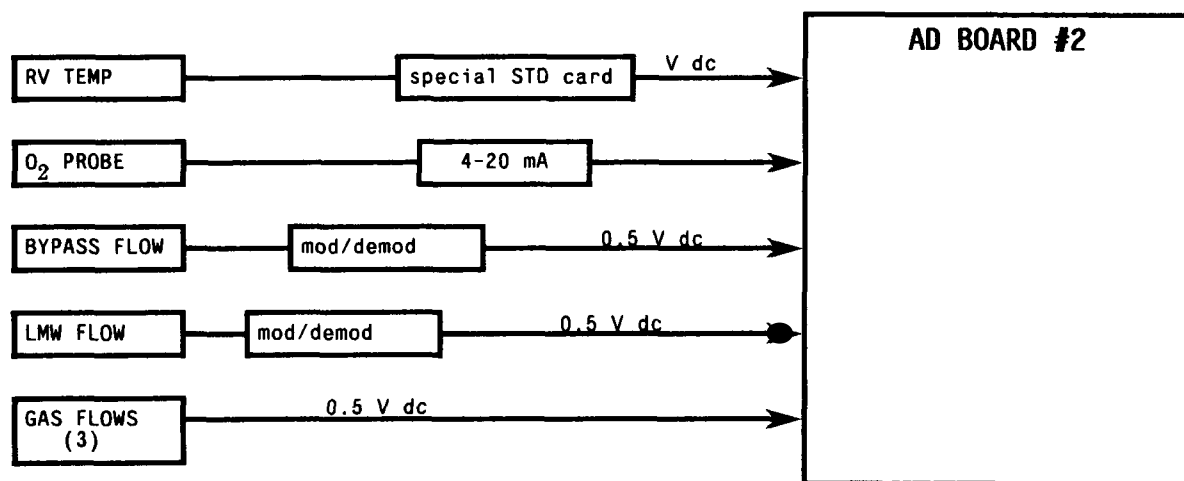 AD BOARD #2
RV TEMP
special STD card
V dc
O₂ PROBE
4-20 mA
BYPASS FLOW
mod/demod
0.5 V dc
LMW FLOW
mod/demod
0.5 V dc
GAS FLOWS
(3)
0.5 V dc